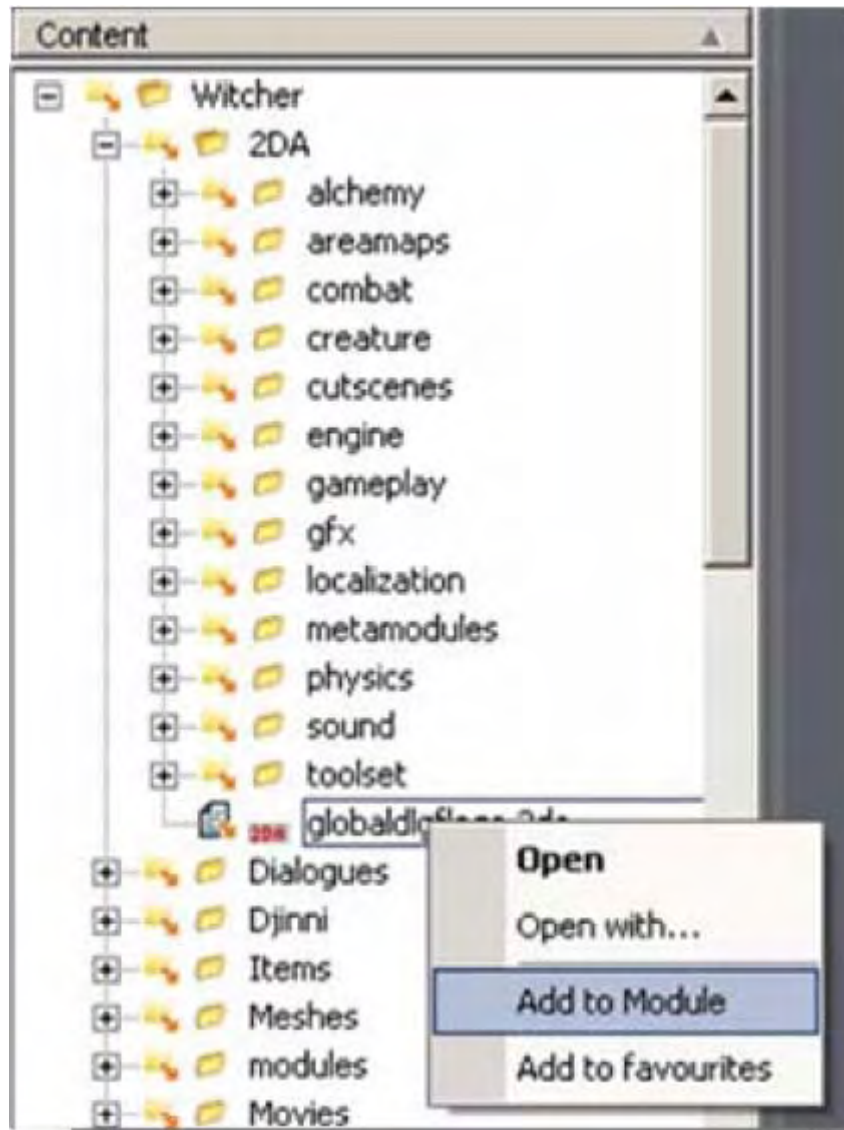 Content
Witcher
2DA
alchemy
areamaps
combat
creature
cutscenes
engine
gameplay
gfx
localization
metamodules
physics
sound
toolset
2DA
Dialogues
Djinni
Items
Meshes
modules
Movies
Open
Open with...
Add to Module
Add to favourites